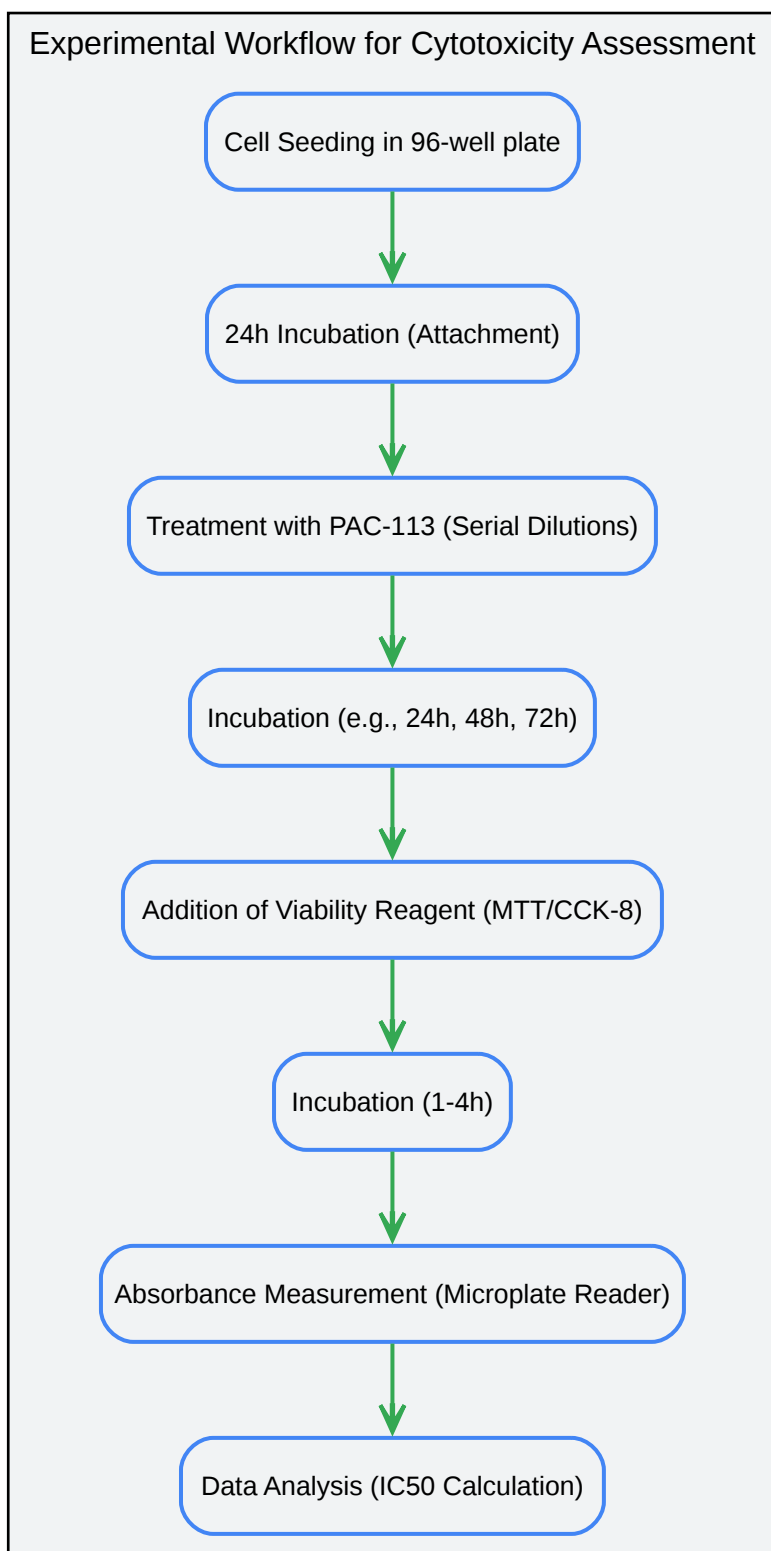 Experimental Workflow for Cytotoxicity Assessment
Cell Seeding in 96-well plate
24h Incubation (Attachment)
Treatment with PAC-113 (Serial Dilutions)
Incubation (e.g., 24h, 48h, 72h)
Addition of Viability Reagent (MTT/CCK-8)
Incubation (1-4h)
Absorbance Measurement (Microplate Reader)
Data Analysis (IC50 Calculation)